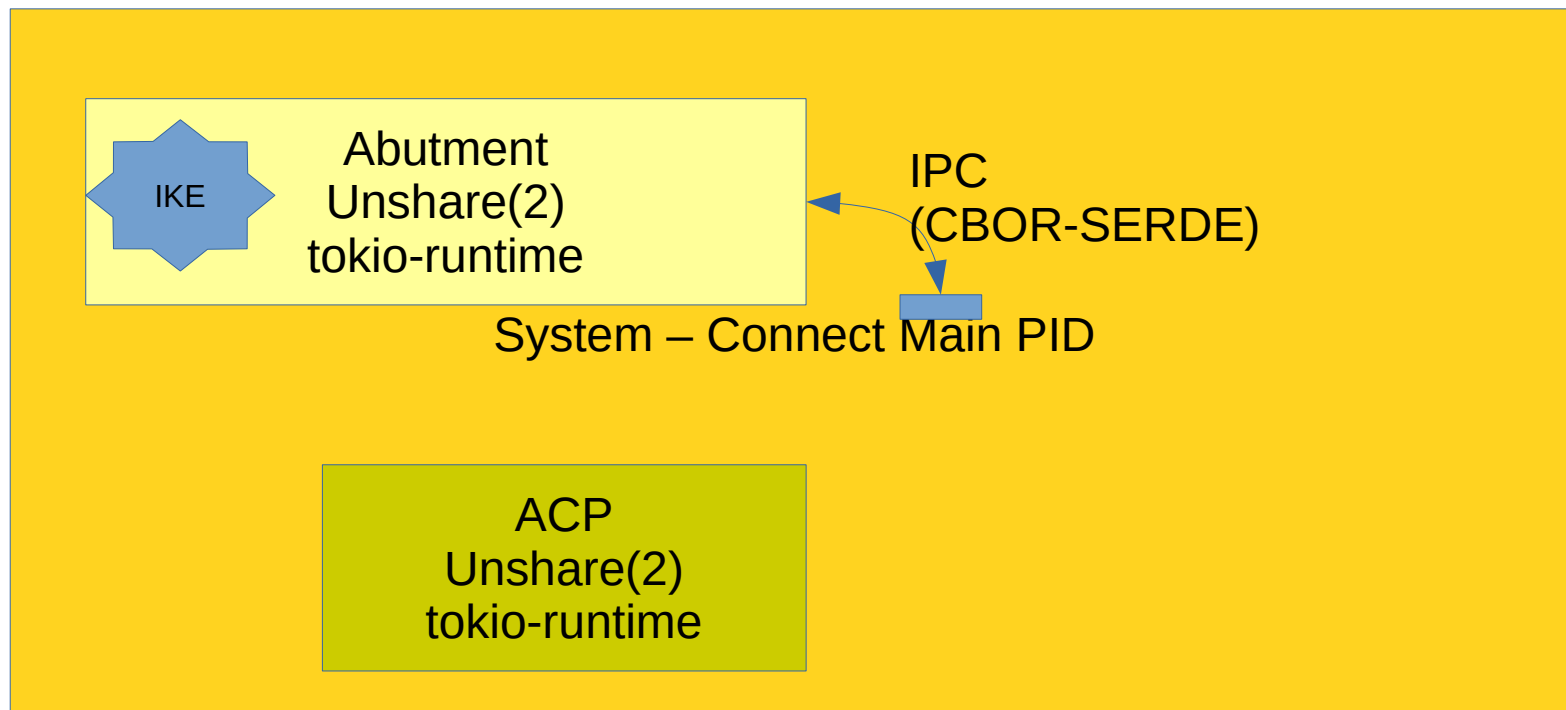 IKE
Abutment
Unshare(2)
tokio-runtime
IPC
(CBOR-SERDE)
System – Connect Main PID
ACP
Unshare(2)
tokio-runtime